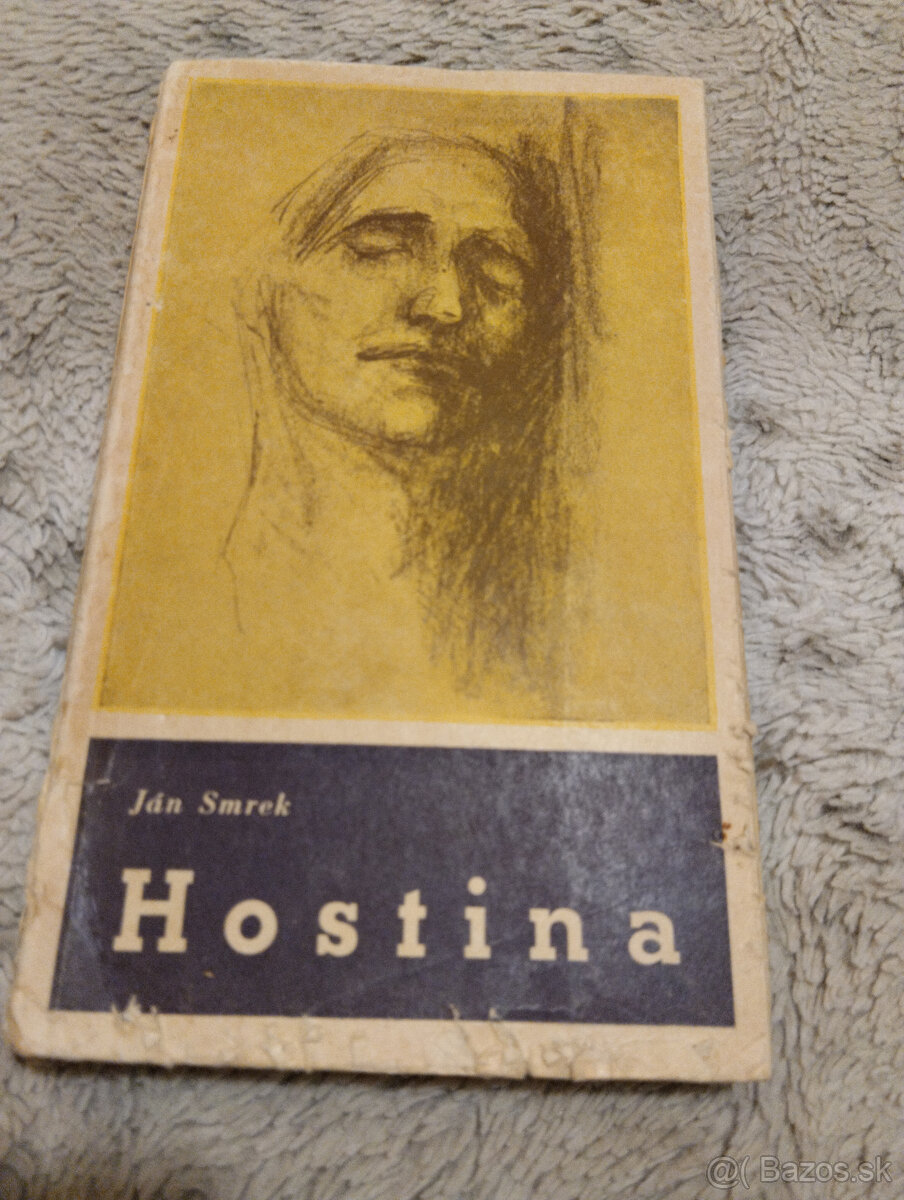 Ján Smrek
Hostina
@( Bazos.sk